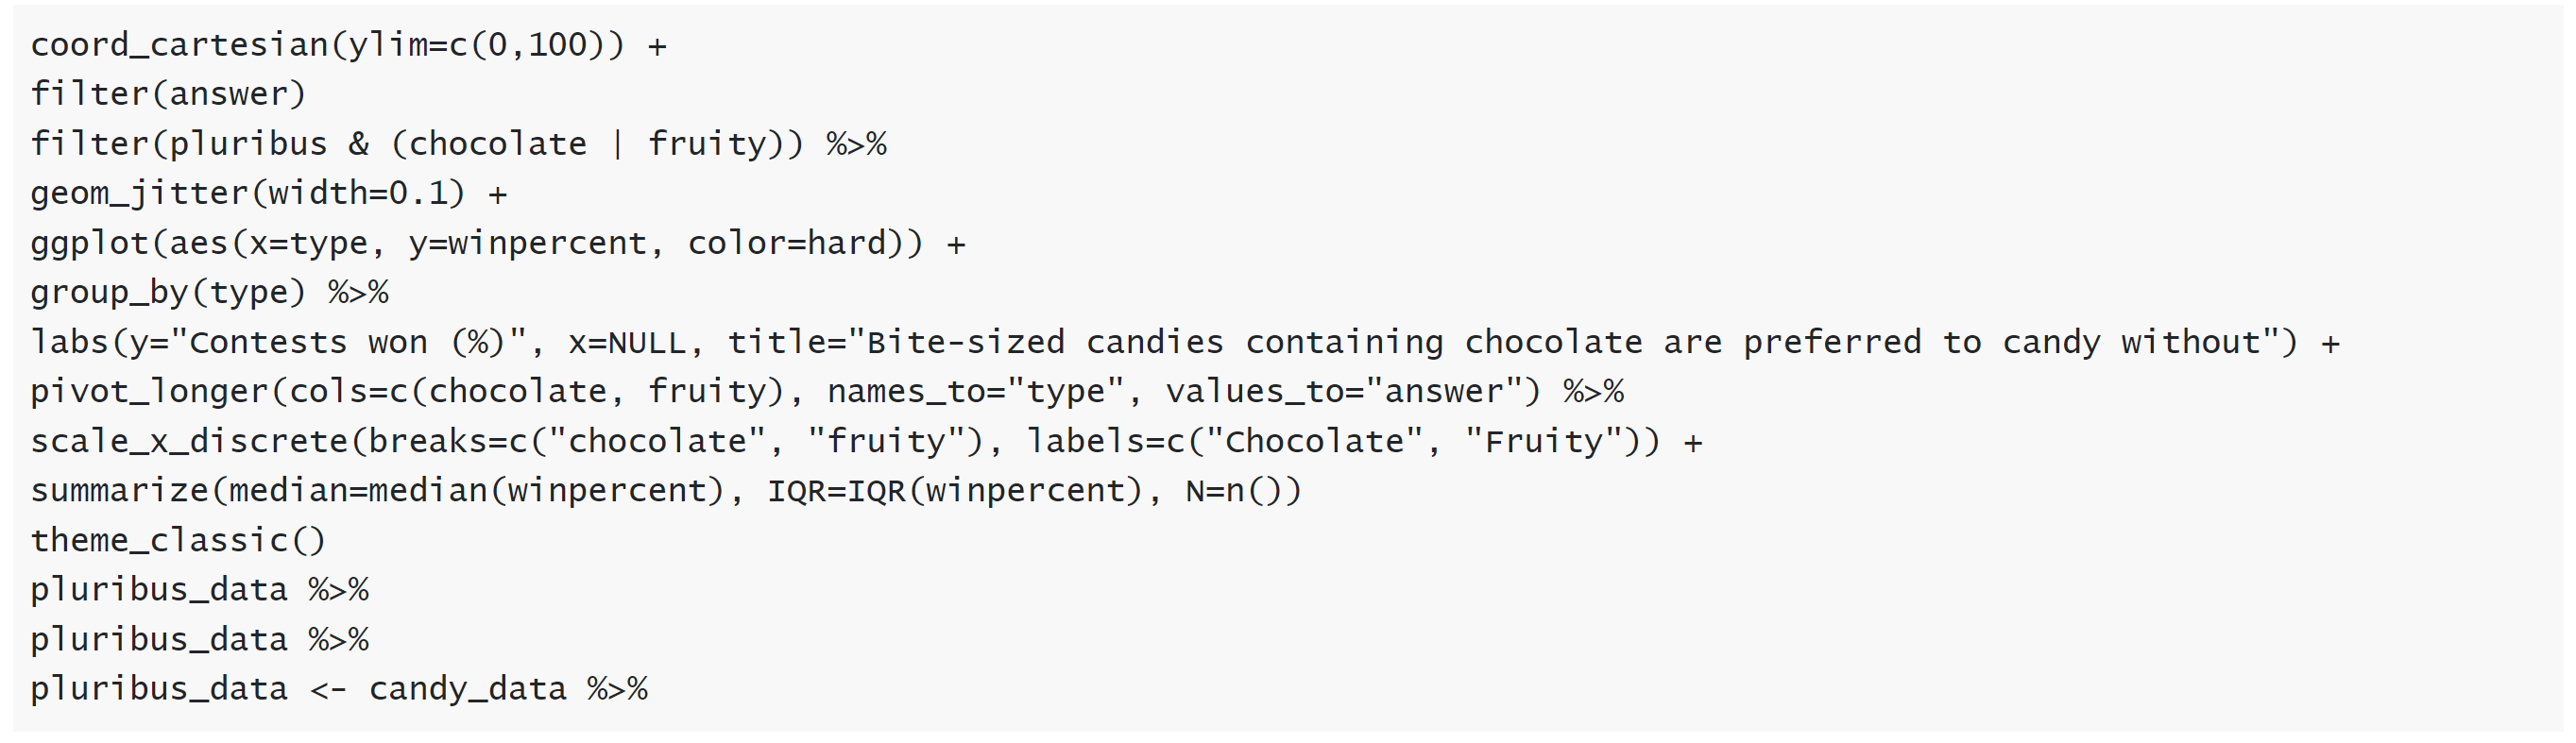 coord_cartesian(ylim=c(0,100)) +
filter(answer)
filter(pluribus & (chocolate | fruity)) %>%
geom_jitter(width=0.1) +
ggplot(aes(x=type, y=winpercent, color=hard)) +
group_by(type) %>%
labs(y="Contests won (%)", x=NULL, title="Bite-sized candies containing chocolate are preferred to candy without") +
pivot_longer(cols=c(chocolate, fruity), names_to="type", values_to="answer") %>%
scale_x_discrete(breaks=c("chocolate", "fruity"), labels=c("Chocolate", "Fruity")) +
summarize(median=median(winpercent), IQR=IQR(winpercent), N=n())
theme_classic()
pluribus_data %>%
pluribus_data %>%
pluribus_data <- candy_data %>%